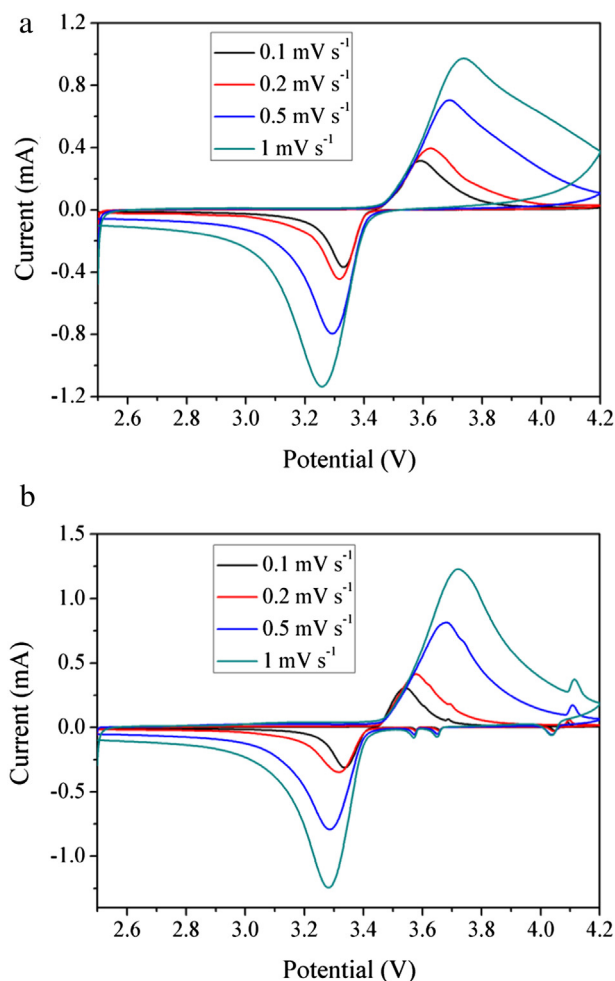 a
1.2
0.8
0.4
0.0
-0.4
-0.8
-1.2
Current (mA)
0.1 mV s⁻¹
0.2 mV s⁻¹
0.5 mV s⁻¹
1 mV s⁻¹
2.6 2.8 3.0 3.2 3.4 3.6 3.8 4.0 4.2
Potential (V)
b
1.5
1.0
0.5
0.0
-0.5
-1.0
Current (mA)
0.1 mV s⁻¹
0.2 mV s⁻¹
0.5 mV s⁻¹
1 mV s⁻¹
2.6 2.8 3.0 3.2 3.4 3.6 3.8 4.0 4.2
Potential (V)